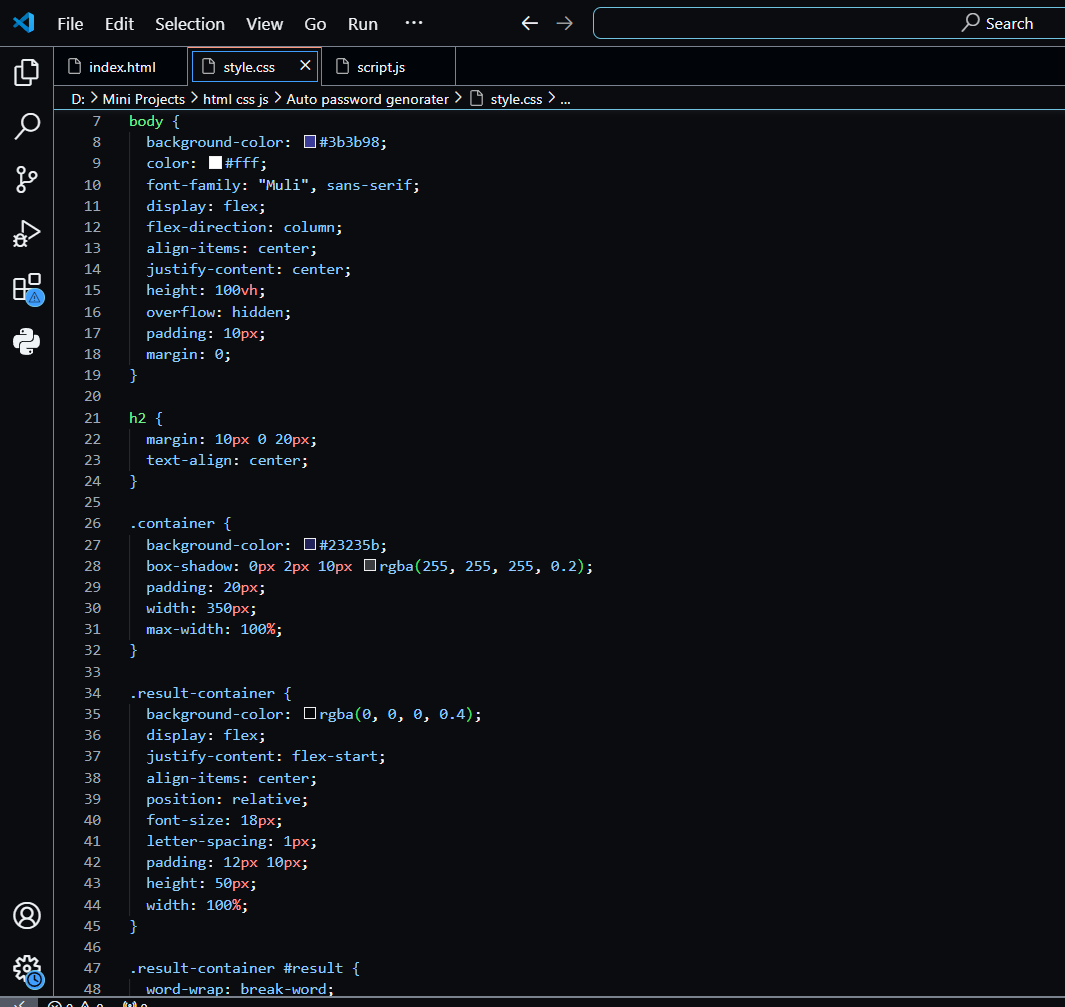 File Edit Selection View Go Run ... Search
index.html style.css × script.js
D: > Mini Projects > html css js > Auto password genorater > style.css > ...
7 body {
8 background-color: #3b3b98;
9 color: #fff;
10 font-family: "Muli", sans-serif;
11 display: flex;
12 flex-direction: column;
13 align-items: center;
14 justify-content: center;
15 height: 100vh;
16 overflow: hidden;
17 padding: 10px;
18 margin: 0;
19 }
20
21 h2 {
22 margin: 10px 0 20px;
23 text-align: center;
24 }
25
26 .container {
27 background-color: #23235b;
28 box-shadow: 0px 2px 10px rgba(255, 255, 255, 0.2);
29 padding: 20px;
30 width: 350px;
31 max-width: 100%;
32 }
33
34 .result-container {
35 background-color: rgba(0, 0, 0, 0.4);
36 display: flex;
37 justify-content: flex-start;
38 align-items: center;
39 position: relative;
40 font-size: 18px;
41 letter-spacing: 1px;
42 padding: 12px 10px;
43 height: 50px;
44 width: 100%;
45 }
46
47 .result-container #result {
48 word-wrap: break-word;